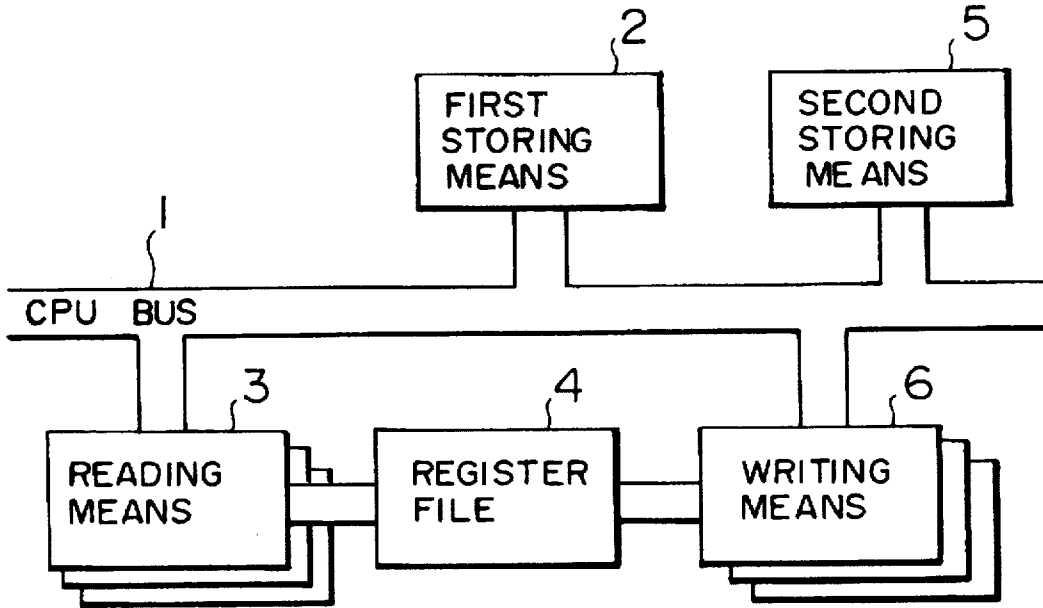 2
5
FIRST
STORING
MEANS
SECOND
STORING
MEANS
1
CPU BUS
3
4
6
READING
MEANS
REGISTER
FILE
WRITING
MEANS